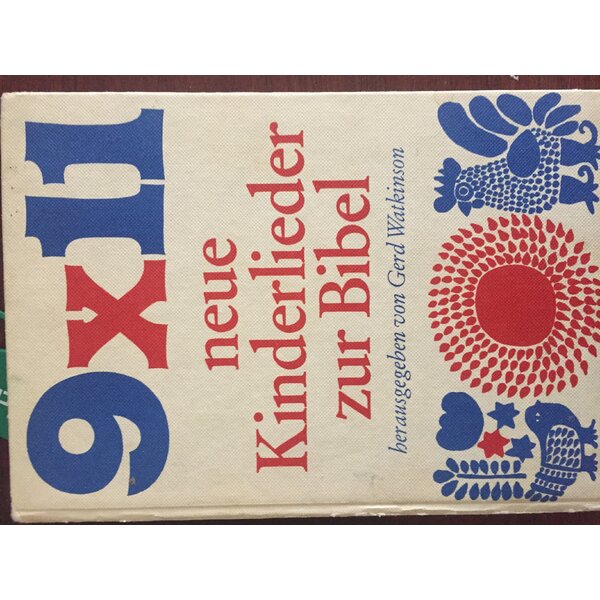 9x11
neue
Kinderlieder
zur Bibel
herausgegeben von Gerd Watkinson